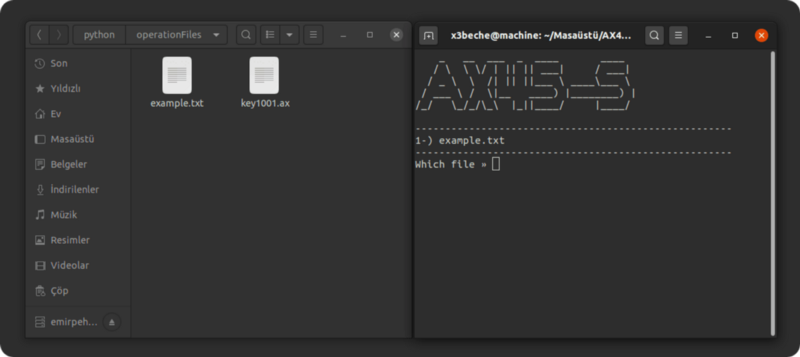 python
operationFiles
Son
Yıldızlı
Ev
Masaüstü
Belgeler
İndirilenler
Müzik
Resimler
Videolar
Çöp
emirpeh...
example.txt
key1001.ax
x3beche@machine: ~/Masaüstü/AX4...
AX45-S
1-) example.txt
Which file »